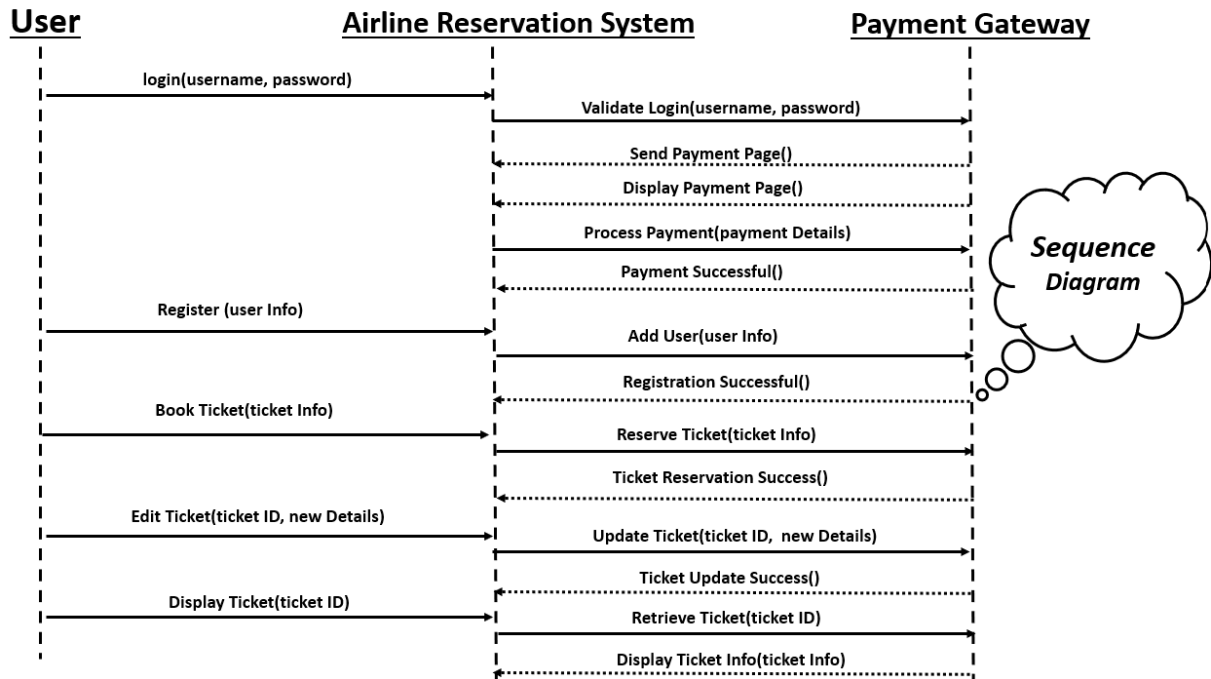 User
Airline Reservation System
Payment Gateway
login(username, password)
Validate Login(username, password)
Send Payment Page()
Display Payment Page()
Process Payment(payment Details)
Sequence
Diagram
Payment Successful()
Register (user Info)
Add User(user Info)
Registration Successful()
Book Ticket(ticket Info)
Reserve Ticket(ticket Info)
Ticket Reservation Success()
Edit Ticket(ticket ID, new Details)
Update Ticket(ticket ID,  new Details)
Ticket Update Success()
Display Ticket(ticket ID)
Retrieve Ticket(ticket ID)
Display Ticket Info(ticket Info)